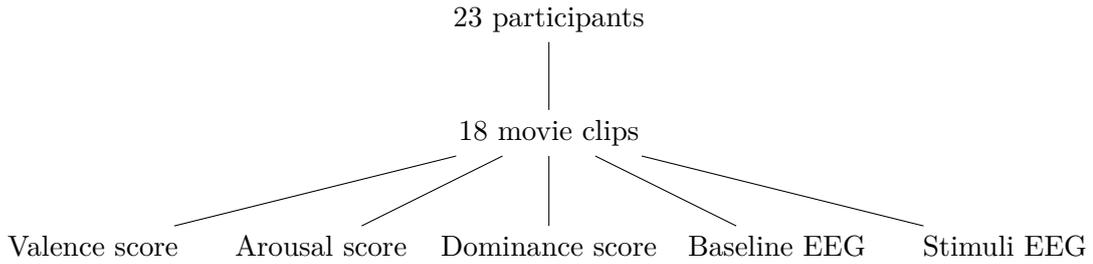 23 participants
18 movie clips
Valence score
Arousal score
Dominance score
Baseline EEG
Stimuli EEG